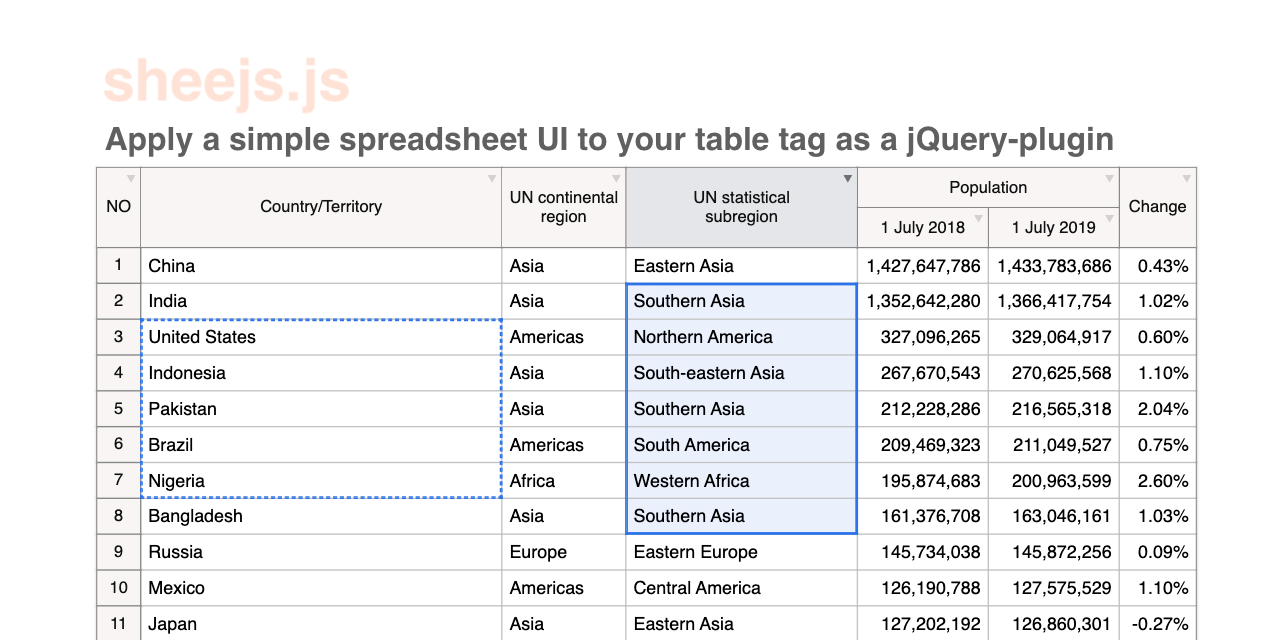 sheejs.js
Apply a simple spreadsheet UI to your table tag as a jQuery-plugin
NO Country/Territory UN continental region UN statistical subregion Population Change
1 July 2018 1 July 2019
1 China Asia Eastern Asia 1,427,647,786 1,433,783,686 0.43%
2 India Asia Southern Asia 1,352,642,280 1,366,417,754 1.02%
3 United States Americas Northern America 327,096,265 329,064,917 0.60%
4 Indonesia Asia South-eastern Asia 267,670,543 270,625,568 1.10%
5 Pakistan Asia Southern Asia 212,228,286 216,565,318 2.04%
6 Brazil Americas South America 209,469,323 211,049,527 0.75%
7 Nigeria Africa Western Africa 195,874,683 200,963,599 2.60%
8 Bangladesh Asia Southern Asia 161,376,708 163,046,161 1.03%
9 Russia Europe Eastern Europe 145,734,038 145,872,256 0.09%
10 Mexico Americas Central America 126,190,788 127,575,529 1.10%
11 Japan Asia Eastern Asia 127,202,192 126,860,301 -0.27%